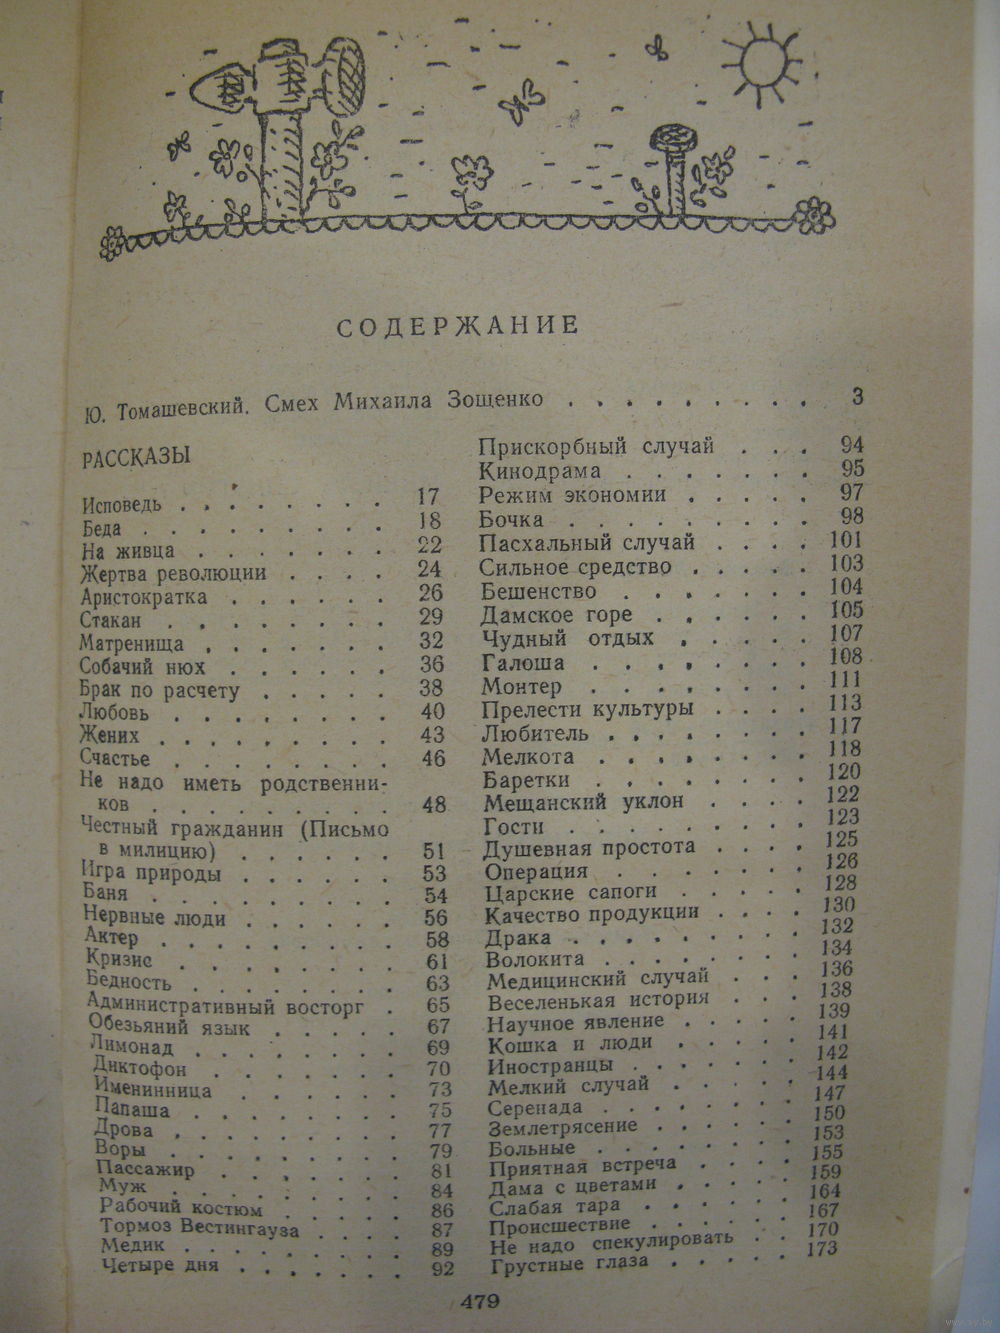 СОДЕРЖАНИЕ
Ю. Томашевский. Смех Михаила Зощенко . . . . . . . . . 3
РАССКАЗЫ
Исповедь . . . . . . . . 17
Беда . . . . . . . . . 18
На живца . . . . . . . 22
Жертва революции . . . . 24
Аристократка . . . . . . 26
Стакан . . . . . . . . 29
Матренища . . . . . . . 32
Собачий нюх . . . . . . 36
Брак по расчету . . . . . 38
Любовь . . . . . . . . 40
Жених . . . . . . . . . 43
Счастье . . . . . . . . 46
Не надо иметь родственни-
ков . . . . . . . . . 48
Честный гражданин (Письмо
в милицию) . . . . . . 51
Игра природы . . . . . . 53
Баня . . . . . . . . . 54
Нервные люди . . . . . . 56
Актер . . . . . . . . . 58
Кризис . . . . . . . . 61
Бедность . . . . . . . . 63
Административный восторг . 65
Обезьяний язык . . . . . 67
Лимонад . . . . . . . . 69
Диктофон . . . . . . . 70
Именинница . . . . . . 73
Папаша . . . . . . . . 75
Дрова . . . . . . . . . 77
Воры . . . . . . . . . 79
Пассажир . . . . . . . 81
Муж . . . . . . . . . 84
Рабочий костюм . . . . . 86
Тормоз Вестингауза . . . . 87
Медик . . . . . . . . . 89
Четыре дня . . . . . . . 92
Прискорбный случай . . . 94
Кинодрама . . . . . . . 95
Режим экономии . . . . . 97
Бочка . . . . . . . . . 98
Пасхальный случай . . . . 101
Сильное средство . . . . . 103
Бешенство . . . . . . . 104
Дамское горе . . . . . . 105
Чудный отдых . . . . . 107
Галоша . . . . . . . . 108
Монтер . . . . . . . . 111
Прелести культуры . . . . 113
Любитель . . . . . . . . 117
Мелкота . . . . . . . . 118
Баретки . . . . . . . . 120
Мещанский уклон . . . . 122
Гости . . . . . . . . . 123
Душевная простота . . . . 125
Операция . . . . . . . 126
Царские сапоги . . . . . 128
Качество продукции . . . . 130
Драка . . . . . . . . . 132
Волокита . . . . . . . . 134
Медицинский случай . . . 136
Веселенькая история . . . 138
Научное явление . . . . . 139
Кошка и люди . . . . . 141
Иностранцы . . . . . . . 142
Мелкий случай . . . . . 144
Серенада . . . . . . . . 147
Землетрясение . . . . . . 150
Больные . . . . . . . . 153
Приятная встреча . . . . 155
Дама с цветами . . . . . 159
Слабая тара . . . . . . 164
Происшествие . . . . . . 167
Не надо спекулировать . . 170
Грустные глаза . . . . . 173
479